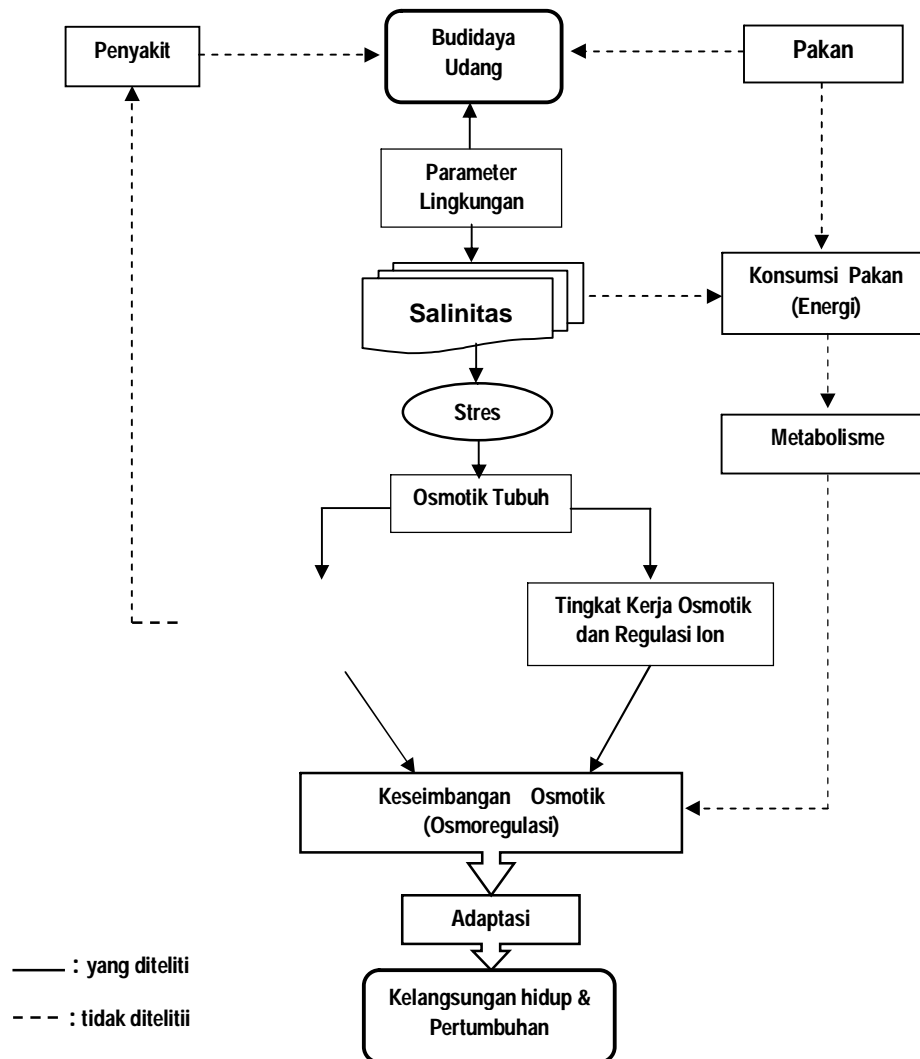 Penyakit
Budidaya
Udang
Pakan
Parameter
Lingkungan
Salinitas
Konsumsi Pakan
(Energi)
Stres
Metabolisme
Osmotik Tubuh
Tingkat Kerja Osmotik
dan Regulasi Ion
Keseimbangan Osmotik
(Osmoregulasi)
Adaptasi
Kelangsungan hidup &
Pertumbuhan
: yang diteliti
: tidak ditelitii